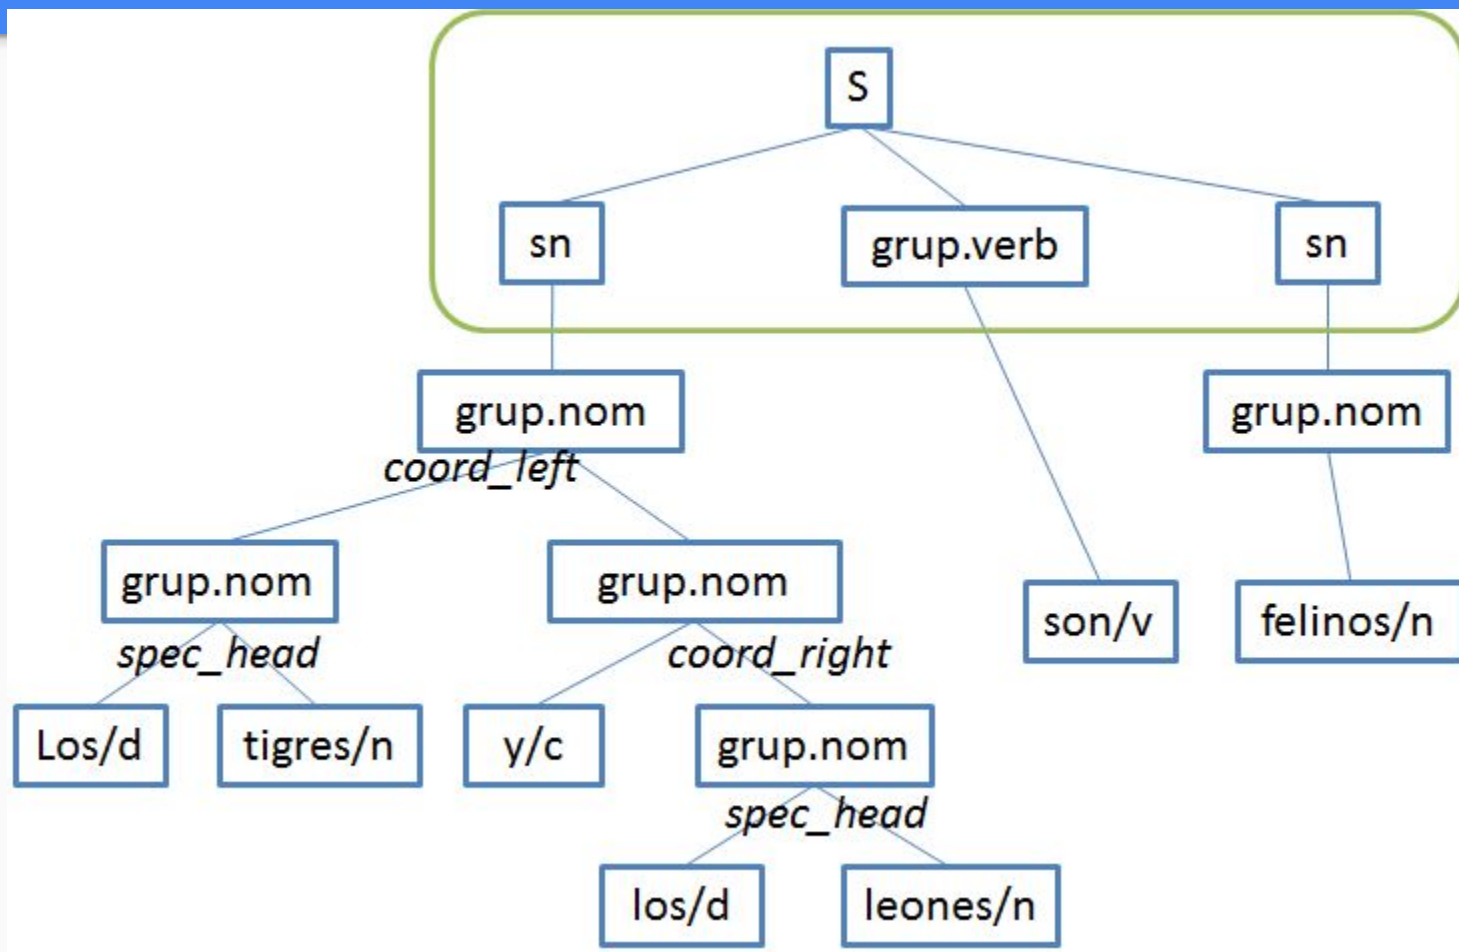 S
sn grup.verb sn
grup.nom grup.nom
coord_left
grup.nom grup.nom son/v felinos/n
spec_head coord_right
Los/d tigres/n y/c grup.nom
spec_head
los/d leones/n